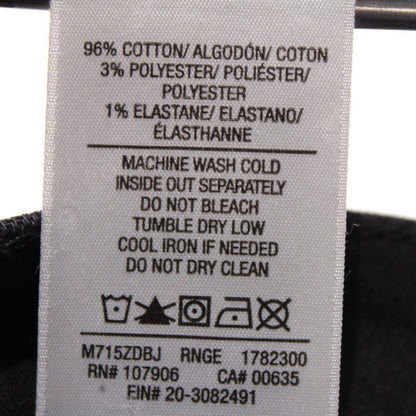 96% COTTON/ ALGODÓN/ COTON
3% POLYESTER/ POLIÉSTER/
POLYESTER
1% ELASTANE/ ELASTANO/
ÉLASTHANNE
MACHINE WASH COLD
INSIDE OUT SEPARATELY
DO NOT BLEACH
TUMBLE DRY LOW
COOL IRON IF NEEDED
DO NOT DRY CLEAN
M715ZDBJ RNGE 1782300
RN# 107906 CA# 00635
EIN# 20-3082491